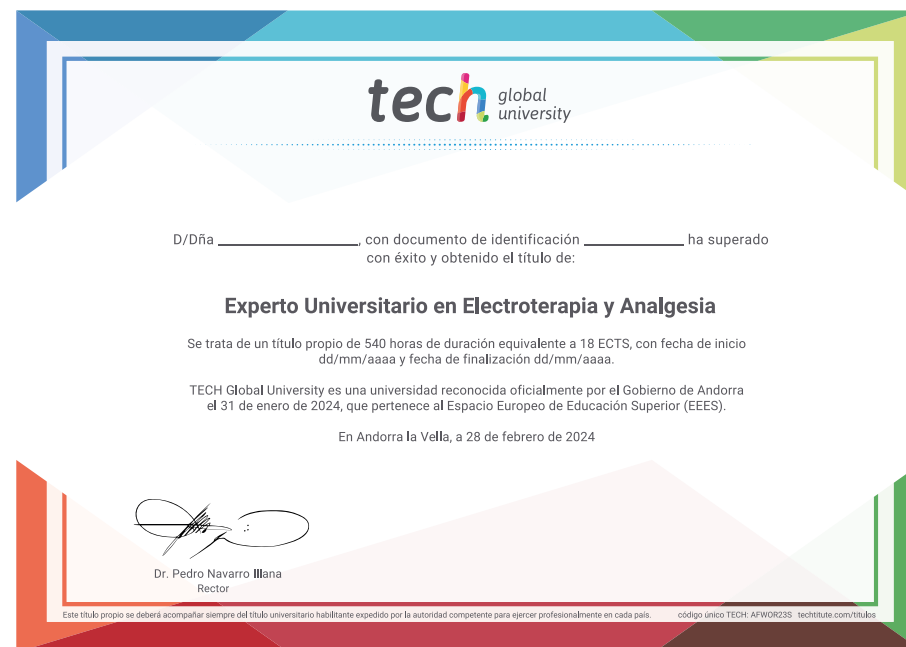 tech global university
D/Dña ______________, con documento de identificación __________ ha superado
con éxito y obtenido el título de:
Experto Universitario en Electroterapia y Analgesia
Se trata de un título propio de 540 horas de duración equivalente a 18 ECTS, con fecha de inicio
dd/mm/aaaa y fecha de finalización dd/mm/aaaa.
TECH Global University es una universidad reconocida oficialmente por el Gobierno de Andorra
el 31 de enero de 2024, que pertenece al Espacio Europeo de Educación Superior (EEES).
En Andorra la Vella, a 28 de febrero de 2024
Dr. Pedro Navarro Illana
Rector
Este título propio se deberá acompañar siempre del título universitario habilitante expedido por la autoridad competente para ejercer profesionalmente en cada país. código único TECH: AFWOR23S techtitute.com/titulos